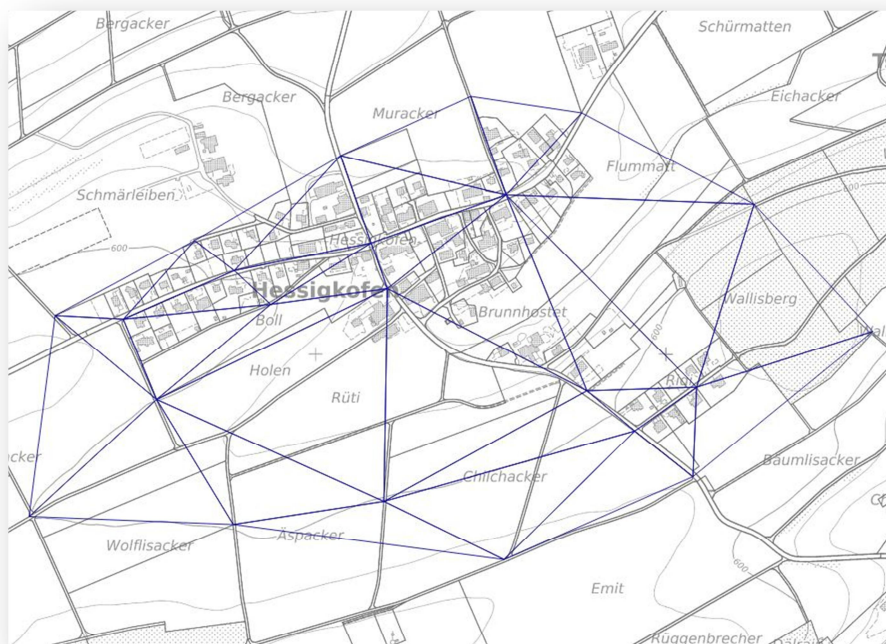 Bergacker
Schürmatten
Bergacker
Eichacker
Muracker
Flummatt
Schmärleiben
600
600
Hessigkofen
Hessigkofen
Wallisberg
Boll
Brunnhostet
600
Holen
Rüti
Chilchacker
Baumlisacker
Äspacker
Wolflisacker
600
Emit
Rüggenbrecher